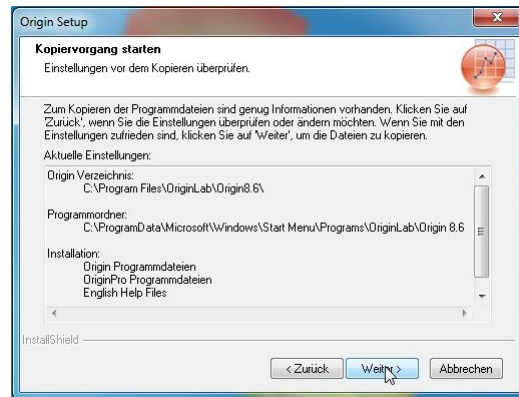 Origin Setup
Kopiervorgang starten
Einstellungen vor dem Kopieren überprüfen.
Zum Kopieren der Programmdateien sind genug Informationen vorhanden. Klicken Sie auf
'Zurück', wenn Sie die Einstellungen überprüfen oder ändern möchten. Wenn Sie mit den
Einstellungen zufrieden sind, klicken Sie auf 'Weiter', um die Dateien zu kopieren.
Aktuelle Einstellungen:
Origin Verzeichnis:
C:\Program Files\OriginLab\Origin8.6\
Programmordner:
C:\ProgramData\Microsoft\Windows\Start Menu\Programs\OriginLab\Origin 8.6
Installation:
Origin Programmdateien
OriginPro Programmdateien
English Help Files
InstallShield
< Zurück Weiter > Abbrechen